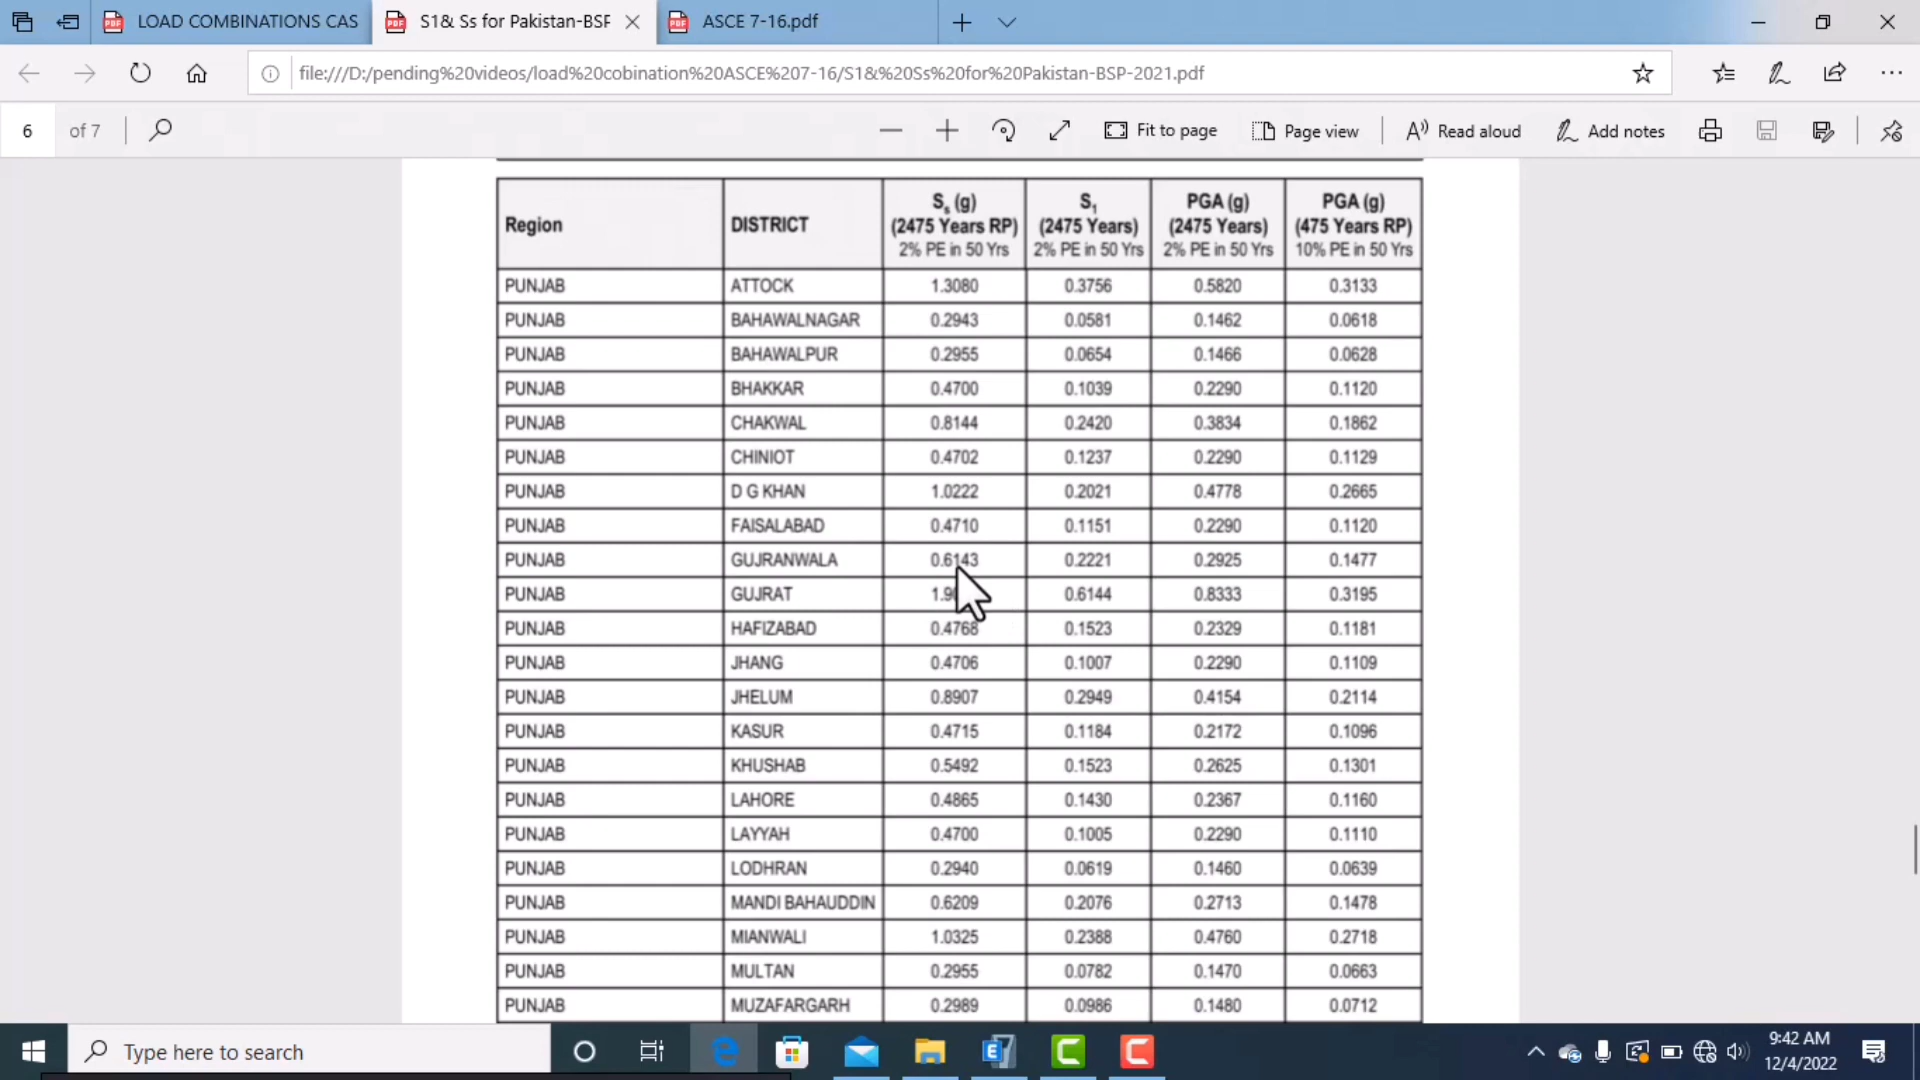 LOAD COMBINATIONS CAS
S1& Ss for Pakistan-BSP
ASCE 7-16.pdf
file:///D:/pending%20videos/load%20cobination%20ASCE%207-16/S1&%20Ss%20for%20Pakistan-BSP-2021.pdf
6 of 7
Fit to page
Page view
Read aloud
Add notes
Region DISTRICT Ss (g) (2475 Years RP) 2% PE in 50 Yrs S1 (2475 Years) 2% PE in 50 Yrs PGA (g) (2475 Years) 2% PE in 50 Yrs PGA (g) (475 Years RP) 10% PE in 50 Yrs
PUNJAB ATTOCK 1.3080 0.3756 0.5820 0.3133
PUNJAB BAHAWALNAGAR 0.2943 0.0581 0.1462 0.0618
PUNJAB BAHAWALPUR 0.2955 0.0654 0.1466 0.0628
PUNJAB BHAKKAR 0.4700 0.1039 0.2290 0.1120
PUNJAB CHAKWAL 0.8144 0.2420 0.3834 0.1862
PUNJAB CHINIOT 0.4702 0.1237 0.2290 0.1129
PUNJAB D G KHAN 1.0222 0.2021 0.4778 0.2665
PUNJAB FAISALABAD 0.4710 0.1151 0.2290 0.1120
PUNJAB GUJRANWALA 0.6143 0.2221 0.2925 0.1477
PUNJAB GUJRAT 0.6144 0.8333 0.3195
PUNJAB HAFIZABAD 0.4768 0.1523 0.2329 0.1181
PUNJAB JHANG 0.4706 0.1007 0.2290 0.1109
PUNJAB JHELUM 0.8907 0.2949 0.4154 0.2114
PUNJAB KASUR 0.4715 0.1184 0.2172 0.1096
PUNJAB KHUSHAB 0.5492 0.1523 0.2625 0.1301
PUNJAB LAHORE 0.4865 0.1430 0.2367 0.1160
PUNJAB LAYYAH 0.4700 0.1005 0.2290 0.1110
PUNJAB LODHRAN 0.2940 0.0619 0.1460 0.0639
PUNJAB MANDI BAHAUDDIN 0.6209 0.2076 0.2713 0.1478
PUNJAB MIANWALI 1.0325 0.2388 0.4760 0.2718
PUNJAB MULTAN 0.2955 0.0782 0.1470 0.0663
PUNJAB MUZAFARGARH 0.2989 0.0986 0.1480 0.0712
Type here to search
9:42 AM
12/4/2022